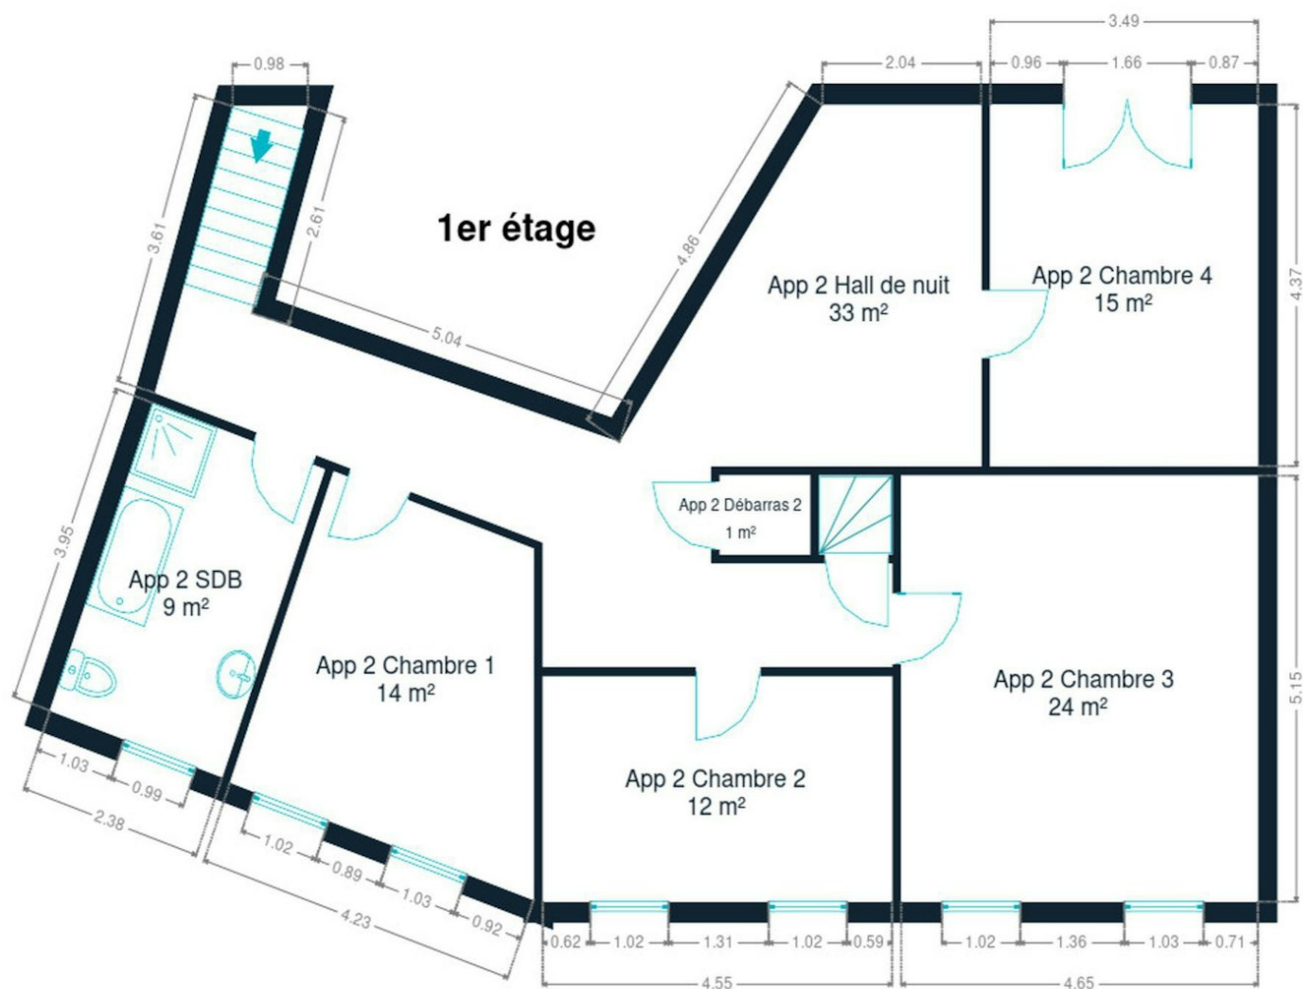 3.49
0.98
2.04
0.96
1.66
0.87
3.61
2.61
1er étage
4.86
4.37
App 2 Hall de nuit
33 m²
App 2 Chambre 4
15 m²
5.04
3.95
App 2 Débarras 2
1 m²
App 2 SDB
9 m²
App 2 Chambre 1
14 m²
App 2 Chambre 3
24 m²
5.15
App 2 Chambre 2
12 m²
1.03
0.99
2.38
1.02
0.89
1.03
0.92
4.23
0.62
1.02
1.31
1.02
0.59
1.02
1.36
1.03
0.71
4.55
4.65